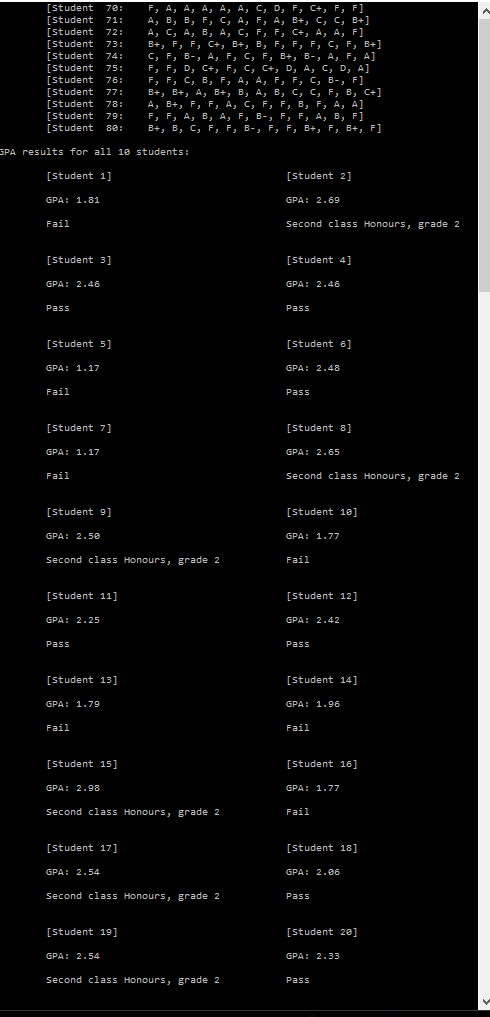 [Student  70:    F, A, A, A, A, A, C, D, F, C+, F, F]
[Student  71:    A, B, B, F, C, A, F, A, B+, C, C, B+]
[Student  72:    A, C, A, B, A, C, F, F, C+, A, A, F]
[Student  73:    B+, F, F, C+, B+, B, F, F, F, C, F, B+]
[Student  74:    C, F, B-, A, F, C, F, B+, B-, A, F, A]
[Student  75:    F, F, D, C+, F, C, C+, D, A, C, D, A]
[Student  76:    F, F, C, B, F, A, A, F, F, C, B-, F]
[Student  77:    B+, B+, A, B+, B, A, B, C, C, F, B, C+]
[Student  78:    A, B+, F, F, A, C, F, F, B, F, A, A]
[Student  79:    F, F, A, B, A, F, B-, F, F, A, B, F]
[Student  80:    B+, B, C, F, F, B-, F, F, B+, F, B+, F]
GPA results for all 10 students:
[Student 1] [Student 2]
GPA: 1.81 GPA: 2.69
Fail Second class Honours, grade 2
[Student 3] [Student 4]
GPA: 2.46 GPA: 2.46
Pass Pass
[Student 5] [Student 6]
GPA: 1.17 GPA: 2.48
Fail Pass
[Student 7] [Student 8]
GPA: 1.17 GPA: 2.65
Fail Second class Honours, grade 2
[Student 9] [Student 10]
GPA: 2.50 GPA: 1.77
Second class Honours, grade 2 Fail
[Student 11] [Student 12]
GPA: 2.25 GPA: 2.42
Pass Pass
[Student 13] [Student 14]
GPA: 1.79 GPA: 1.96
Fail Fail
[Student 15] [Student 16]
GPA: 2.98 GPA: 1.77
Second class Honours, grade 2 Fail
[Student 17] [Student 18]
GPA: 2.54 GPA: 2.06
Second class Honours, grade 2 Pass
[Student 19] [Student 20]
GPA: 2.54 GPA: 2.33
Second class Honours, grade 2 Pass